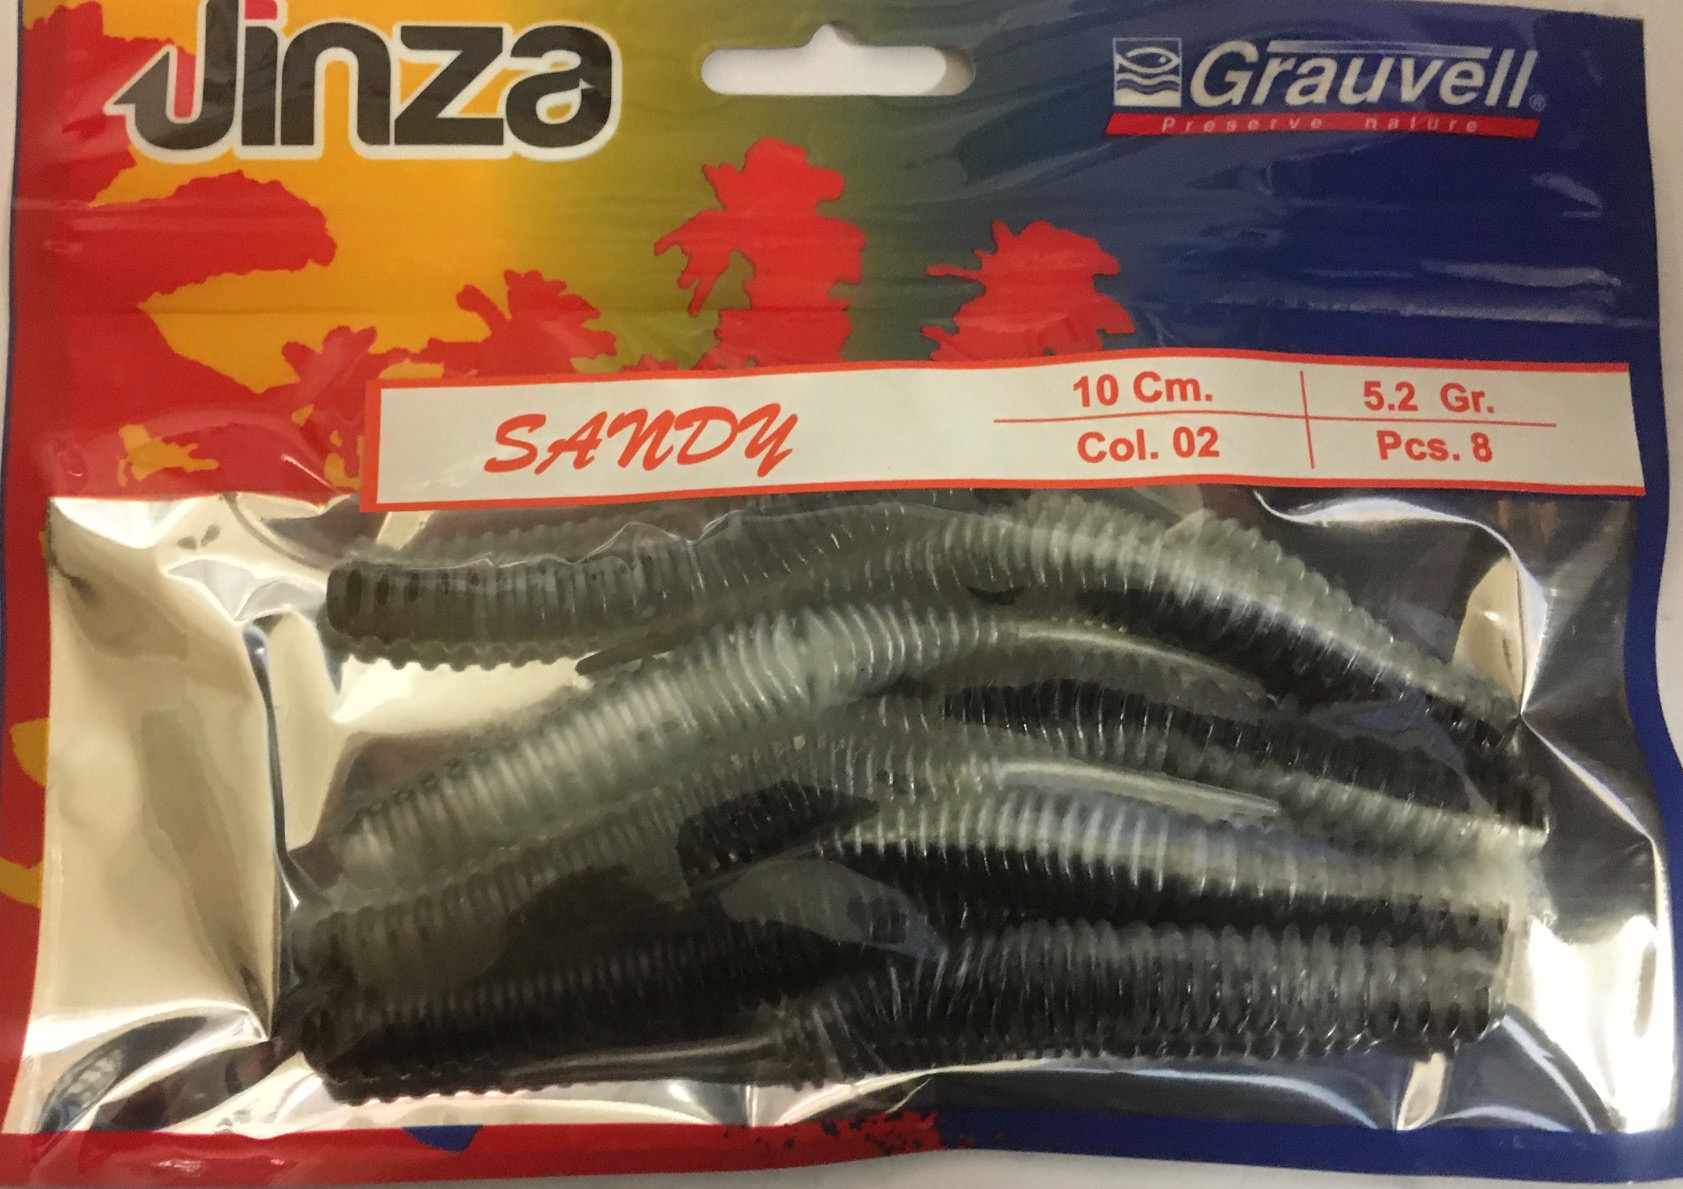 Jinza
Grauvell®
Preserve nature
SANDY
10 Cm.
5.2 Gr.
Col. 02
Pcs. 8